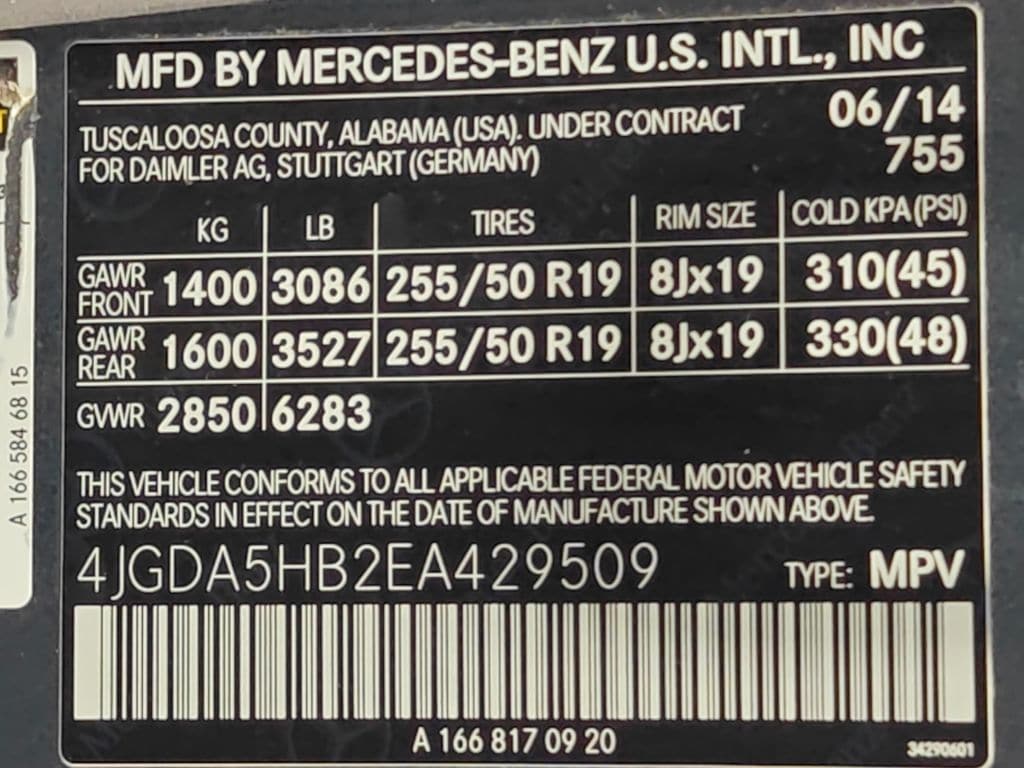 MFD BY MERCEDES-BENZ U.S. INTL., INC
TUSCALOOSA COUNTY, ALABAMA (USA). UNDER CONTRACT 06/14
FOR DAIMLER AG, STUTTGART (GERMANY) 755
KG LB TIRES RIM SIZE COLD KPA (PSI)
GAWR FRONT 1400 3086 255/50 R19 8Jx19 310(45)
GAWR REAR 1600 3527 255/50 R19 8Jx19 330(48)
GVWR 2850 6283
THIS VEHICLE CONFORMS TO ALL APPLICABLE FEDERAL MOTOR VEHICLE SAFETY
STANDARDS IN EFFECT ON THE DATE OF MANUFACTURE SHOWN ABOVE.
4JGDA5HB2EA429509 TYPE: MPV
A 166 817 09 20
34290601
A 166 584 68 15